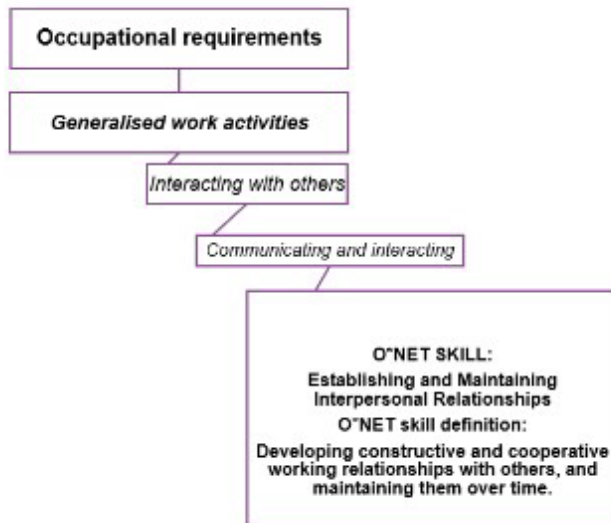 Occupational requirements
Generalised work activities
Interacting with others
Communicating and interacting
O*NET SKILL:
Establishing and Maintaining
Interpersonal Relationships
O*NET skill definition:
Developing constructive and cooperative
working relationships with others, and
maintaining them over time.